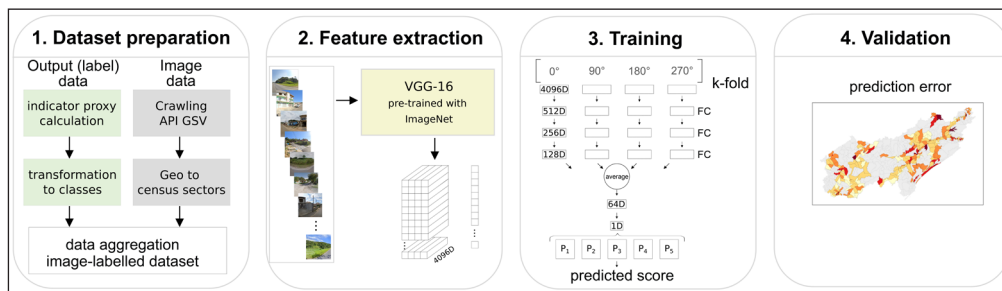 1. Dataset preparation
Output (label)
data
Image
data
indicator proxy
calculation
Crawling
API GSV
transformation
to classes
Geo to
census sectors
data aggregation
image-labelled dataset
2. Feature extraction
VGG-16
pre-trained with
ImageNet
4096D
3. Training
0° 90° 180° 270°
k-fold
4096D
512D FC
256D FC
128D FC
average
64D
1D
P1 P2 P3 P4 P5
predicted score
4. Validation
prediction error